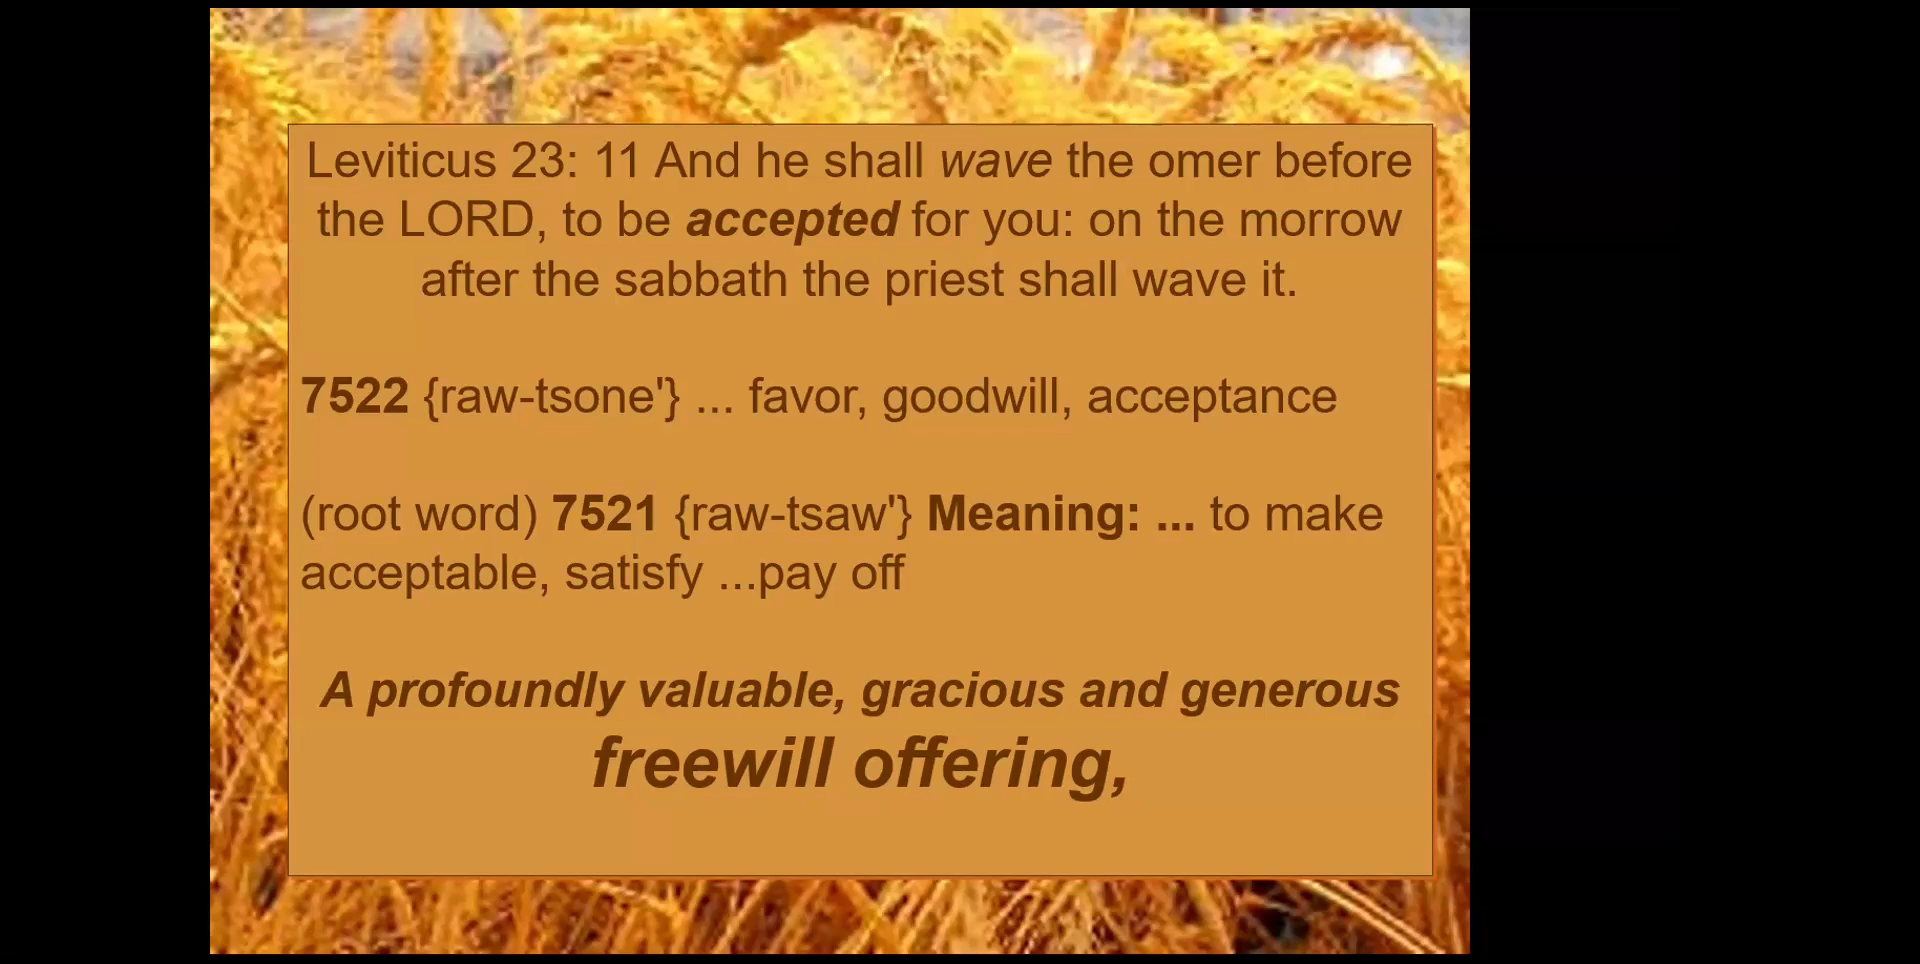 Leviticus 23: 11 And he shall wave the omer before
the LORD, to be accepted for you: on the morrow
after the sabbath the priest shall wave it.
7522 {raw-tsone'} ... favor, goodwill, acceptance
(root word) 7521 {raw-tsaw'} Meaning: ... to make
acceptable, satisfy ...pay off
A profoundly valuable, gracious and generous
freewill offering,